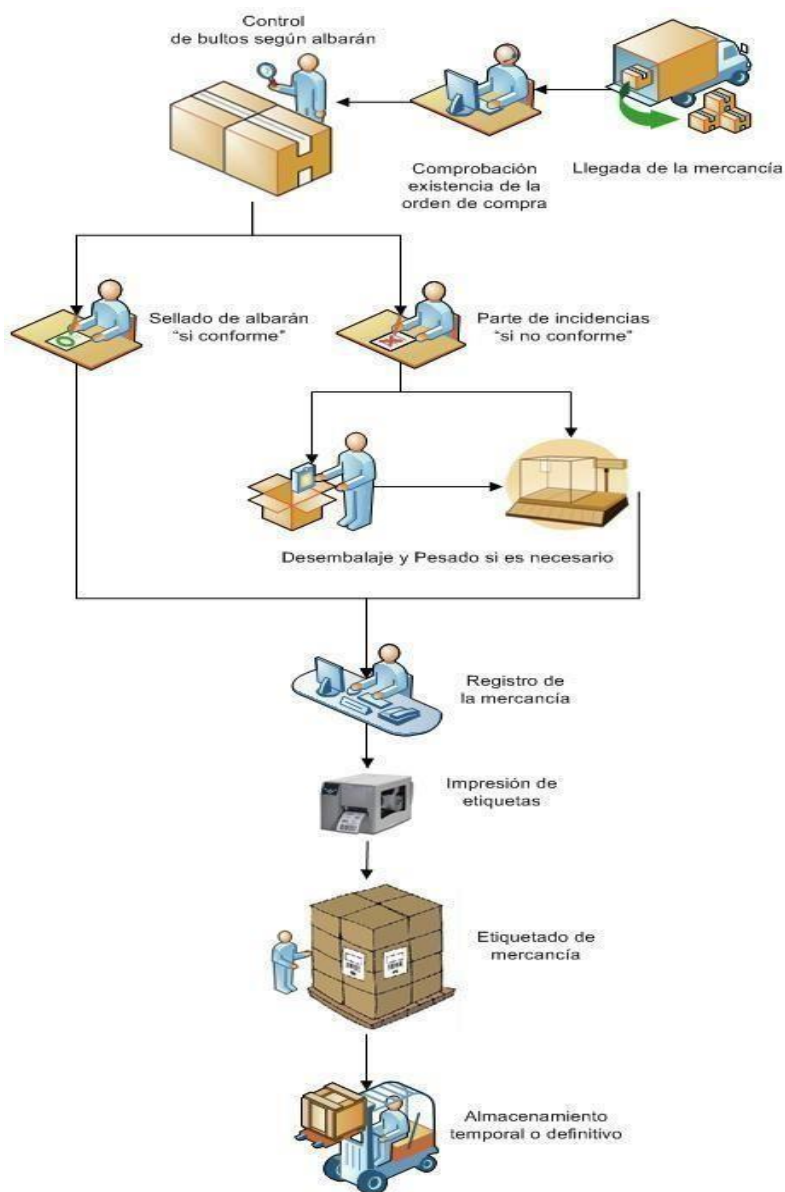 Control
de bultos según albarán
Comprobación
existencia de la
orden de compra
Llegada de la mercancía
Sellado de albarán
“si conforme”
Parte de incidencias
“si no conforme”
Desembalaje y Pesado si es necesario
Registro de
la mercancía
Impresión de
etiquetas
Etiquetado de
mercancía
Almacenamiento
temporal o definitivo